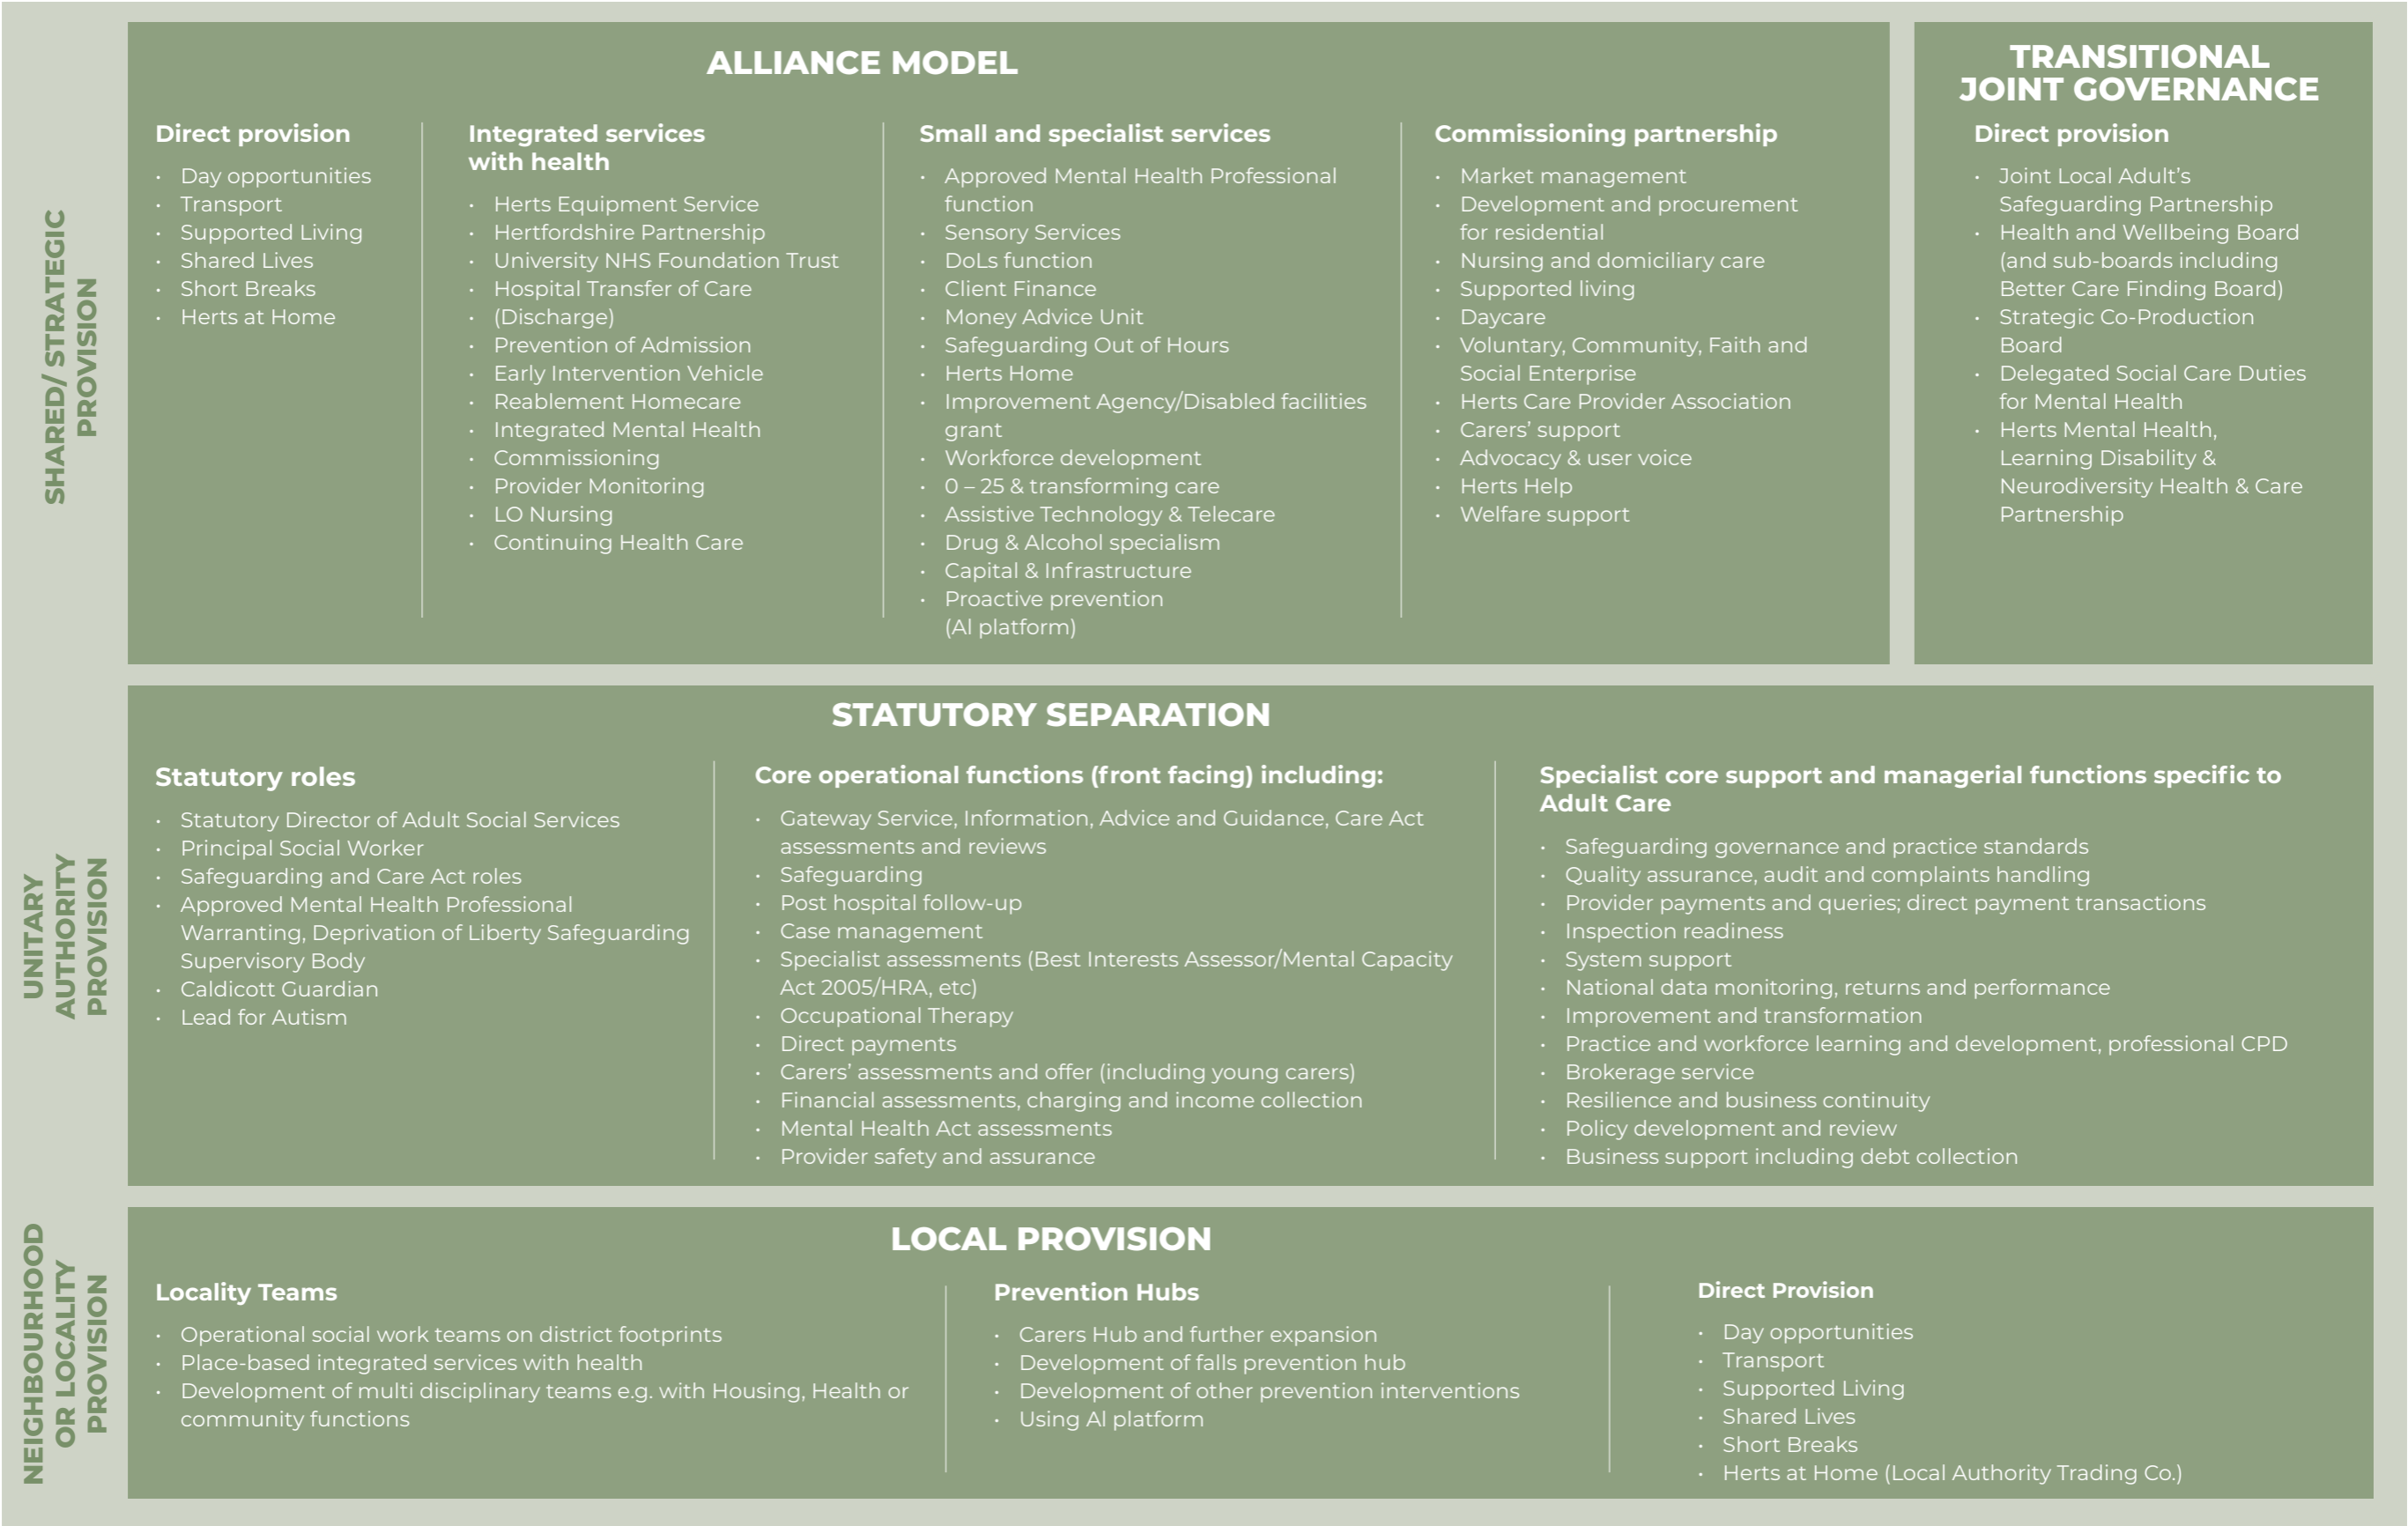 SHARED/ STRATEGIC
PROVISION
ALLIANCE MODEL
Direct provision
• Day opportunities
• Transport
• Supported Living
• Shared Lives
• Short Breaks
• Herts at Home
Integrated services
with health
• Herts Equipment Service
• Hertfordshire Partnership
• University NHS Foundation Trust
• Hospital Transfer of Care
• (Discharge)
• Prevention of Admission
• Early Intervention Vehicle
• Reablement Homecare
• Integrated Mental Health
• Commissioning
• Provider Monitoring
• LO Nursing
• Continuing Health Care
Small and specialist services
• Approved Mental Health Professional
function
• Sensory Services
• DoLs function
• Client Finance
• Money Advice Unit
• Safeguarding Out of Hours
• Herts Home
• Improvement Agency/Disabled facilities
grant
• Workforce development
• 0 – 25 & transforming care
• Assistive Technology & Telecare
• Drug & Alcohol specialism
• Capital & Infrastructure
• Proactive prevention
(Al platform)
Commissioning partnership
• Market management
• Development and procurement
for residential
• Nursing and domiciliary care
• Supported living
• Daycare
• Voluntary, Community, Faith and
Social Enterprise
• Herts Care Provider Association
• Carers’ support
• Advocacy & user voice
• Herts Help
• Welfare support
TRANSITIONAL
JOINT GOVERNANCE
Direct provision
• Joint Local Adult’s
Safeguarding Partnership
• Health and Wellbeing Board
(and sub-boards including
Better Care Finding Board)
• Strategic Co-Production
Board
• Delegated Social Care Duties
for Mental Health
• Herts Mental Health,
Learning Disability &
Neurodiversity Health & Care
Partnership
UNITARY
AUTHORITY
PROVISION
STATUTORY SEPARATION
Statutory roles
• Statutory Director of Adult Social Services
• Principal Social Worker
• Safeguarding and Care Act roles
• Approved Mental Health Professional
Warranting, Deprivation of Liberty Safeguarding
Supervisory Body
• Caldicott Guardian
• Lead for Autism
Core operational functions (front facing) including:
• Gateway Service, Information, Advice and Guidance, Care Act
assessments and reviews
• Safeguarding
• Post hospital follow-up
• Case management
• Specialist assessments (Best Interests Assessor/Mental Capacity
Act 2005/HRA, etc)
• Occupational Therapy
• Direct payments
• Carers’ assessments and offer (including young carers)
• Financial assessments, charging and income collection
• Mental Health Act assessments
• Provider safety and assurance
Specialist core support and managerial functions specific to
Adult Care
• Safeguarding governance and practice standards
• Quality assurance, audit and complaints handling
• Provider payments and queries; direct payment transactions
• Inspection readiness
• System support
• National data monitoring, returns and performance
• Improvement and transformation
• Practice and workforce learning and development, professional CPD
• Brokerage service
• Resilience and business continuity
• Policy development and review
• Business support including debt collection
NEIGHBOURHOOD
OR LOCALITY
PROVISION
LOCAL PROVISION
Locality Teams
• Operational social work teams on district footprints
• Place-based integrated services with health
• Development of multi disciplinary teams e.g. with Housing, Health or
community functions
Prevention Hubs
• Carers Hub and further expansion
• Development of falls prevention hub
• Development of other prevention interventions
• Using Al platform
Direct Provision
• Day opportunities
• Transport
• Supported Living
• Shared Lives
• Short Breaks
• Herts at Home (Local Authority Trading Co.)